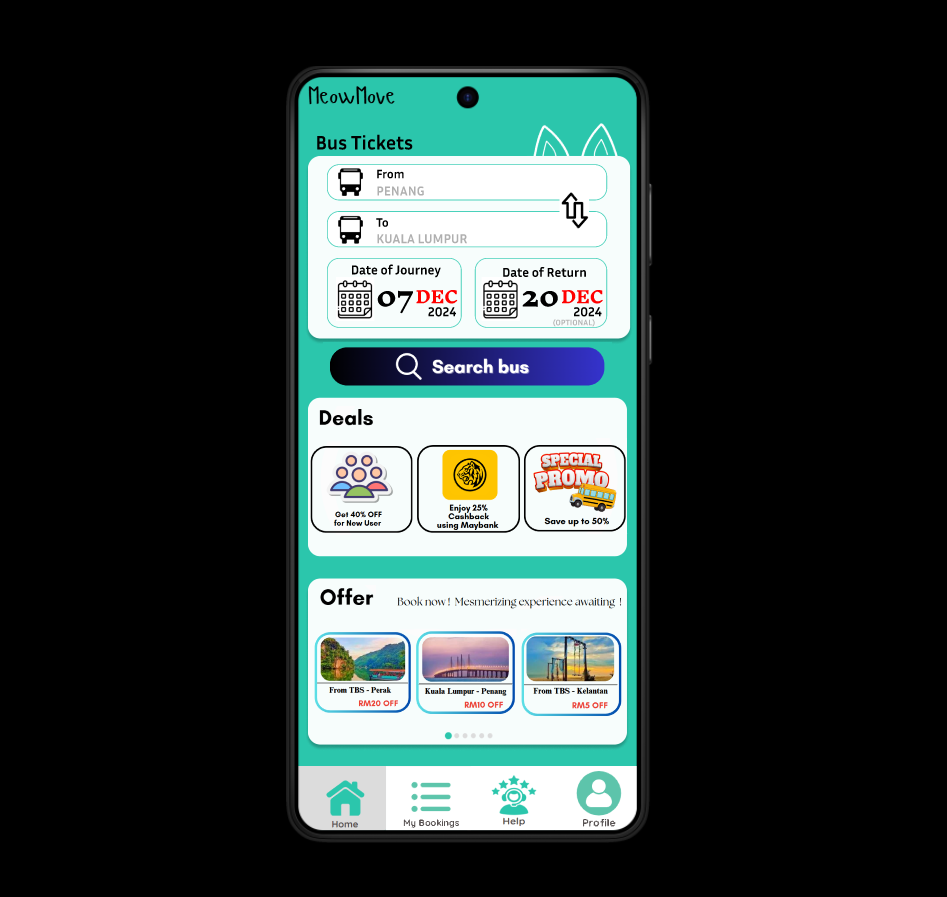 MeowMove
Bus Tickets
From
PENANG
To
KUALA LUMPUR
Date of Journey
07 DEC
2024
Date of Return
20 DEC
2024
(OPTIONAL)
Search bus
Deals
Get 40% OFF
for New User
Enjoy 25%
Cashback
using Maybank
SPECIAL
PROMO
Save up to 50%
Offer
Book now ! Mesmerizing experience awaiting !
From TBS - Perak
RM20 OFF
Kuala Lumpur - Penang
RM10 OFF
From TBS - Kelantan
RM5 OFF
Home
My Bookings
Help
Profile